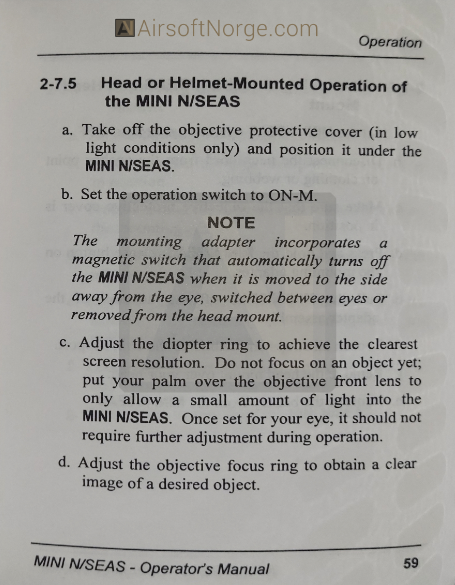 AirsoftNorge.com
Operation
2-7.5 Head or Helmet-Mounted Operation of
the MINI N/SEAS
a. Take off the objective protective cover (in low
light conditions only) and position it under the
MINI N/SEAS.
b. Set the operation switch to ON-M.
NOTE
The mounting adapter incorporates a
magnetic switch that automatically turns off
the MINI N/SEAS when it is moved to the side
away from the eye, switched between eyes or
removed from the head mount.
c. Adjust the diopter ring to achieve the clearest
screen resolution. Do not focus on an object yet;
put your palm over the objective front lens to
only allow a small amount of light into the
MINI N/SEAS. Once set for your eye, it should not
require further adjustment during operation.
d. Adjust the objective focus ring to obtain a clear
image of a desired object.
MINI N/SEAS - Operator's Manual 59